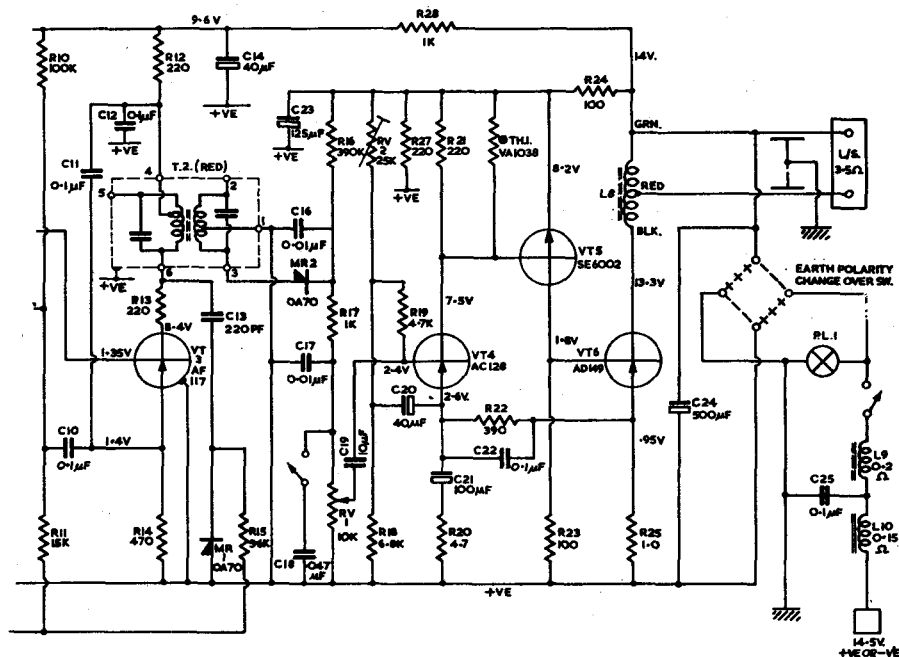 9·6 V
R28
1K
R10
100K
R12
220
C14
40µF
+VE
14V.
R24
100
C12
0·1µF
+VE
C23
125µF
+VE
R16
390K
RV
2
25K
R27
220
+VE
R21
220
TH.1.
VA1038
GRN.
L/S.
3-5Ω
C11
0·1µF
T.2.(RED)
4
2
5
1
6
3
+VE
C16
0·01µF
8·2V
L8
RED
BLK.
MR2
OA70
VT5
SE6002
EARTH POLARITY
CHANGE OVER SW.
R13
220
C13
220PF
R17
1K
R19
4·7K
7·5V
13·3V
8·4V
1·35V
VT
3
AF
117
C17
0·01µF
2·4V
VT4
AC128
1·8V
VT6
AD149
P.L.1
C20
40µF
2·6V.
R22
390
C24
500µF
C10
0·1µF
1·4V
C19
10µF
C22
0·1µF
·95V
C21
100µF
L9
0·2
Ω
C25
0·1µF
R11
15K
R14
470
MR
1
OA70
R15
56K
RV
1
10K
R18
6·8K
R20
4·7
R23
100
R25
1·0
L10
0·15
Ω
C18
·047
µF
+VE
14·5V.
+VE OR -VE